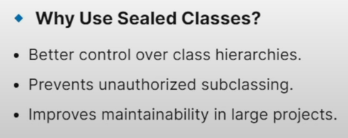 🔹 Why Use Sealed Classes?
• Better control over class hierarchies.
• Prevents unauthorized subclassing.
• Improves maintainability in large projects.